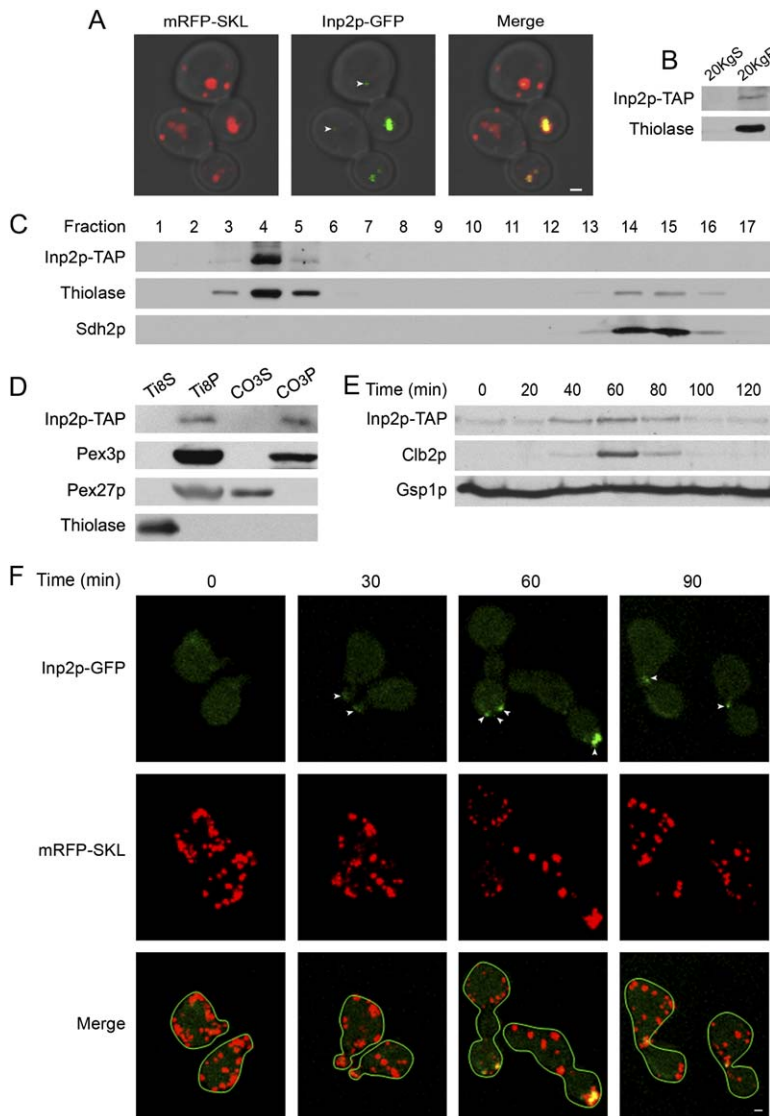 A
mRFP-SKL Inp2p-GFP Merge
B
20KgS 20KgP
Inp2p-TAP
Thiolase
C
Fraction 1 2 3 4 5 6 7 8 9 10 11 12 13 14 15 16 17
Inp2p-TAP
Thiolase
Sdh2p
D
Ti8S Ti8P CO3S CO3P
Inp2p-TAP
Pex3p
Pex27p
Thiolase
E
Time (min) 0 20 40 60 80 100 120
Inp2p-TAP
Clb2p
Gsp1p
F
Time (min) 0 30 60 90
Inp2p-GFP
mRFP-SKL
Merge